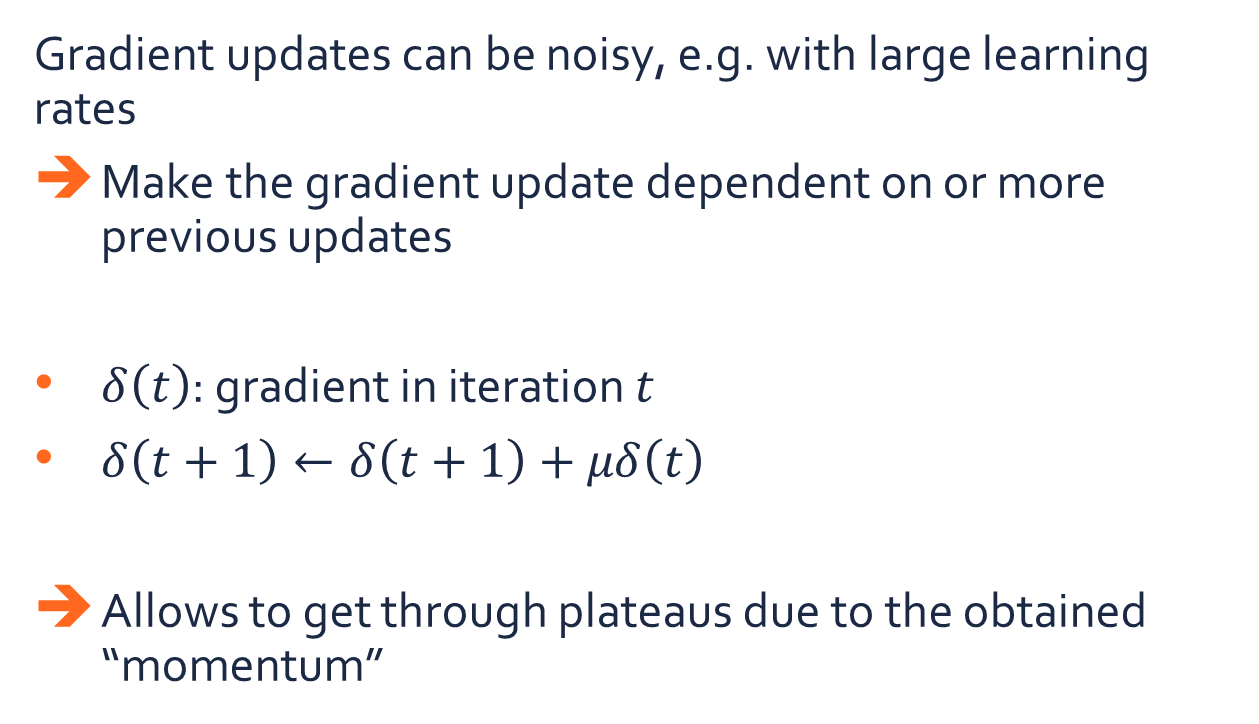 Gradient updates can be noisy, e.g. with large learning
rates
➔ Make the gradient update dependent on or more
previous updates
• 𝛿(𝑡): gradient in iteration 𝑡
• 𝛿(𝑡 + 1) ← 𝛿(𝑡 + 1) + 𝜇𝛿(𝑡)
➔ Allows to get through plateaus due to the obtained
“momentum”